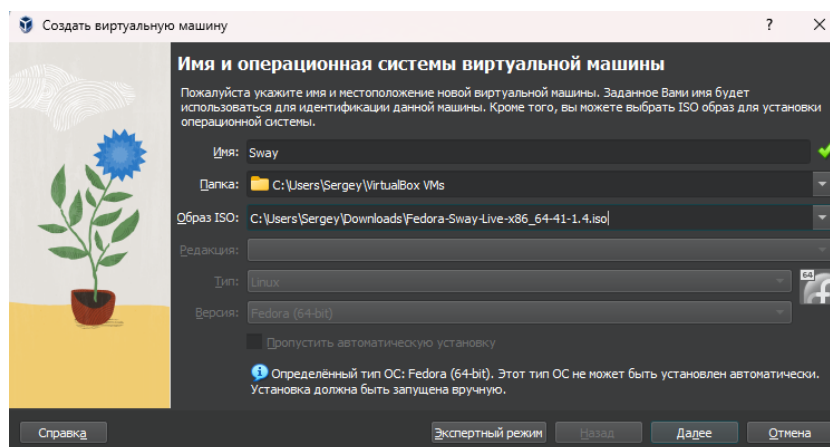 Создать виртуальную машину
?
Имя и операционная системы виртуальной машины
Пожалуйста укажите имя и местоположение новой виртуальной машины. Заданное Вами имя будет
использоваться для идентификации данной машины. Кроме того, вы можете выбрать ISO образ для установки
операционной системы.
Имя: Sway
Папка: C:\Users\Sergey\VirtualBox VMs
Образ ISO: C:\Users\Sergey\Downloads\Fedora-Sway-Live-x86_64-41-1.4.iso
Редакция:
Тип: Linux
64
Версия: Fedora (64-bit)
Пропустить автоматическую установку
Определённый тип ОС: Fedora (64-bit). Этот тип ОС не может быть установлен автоматически.
Установка должна быть запущена вручную.
Справка Экспертный режим Назад Далее Отмена